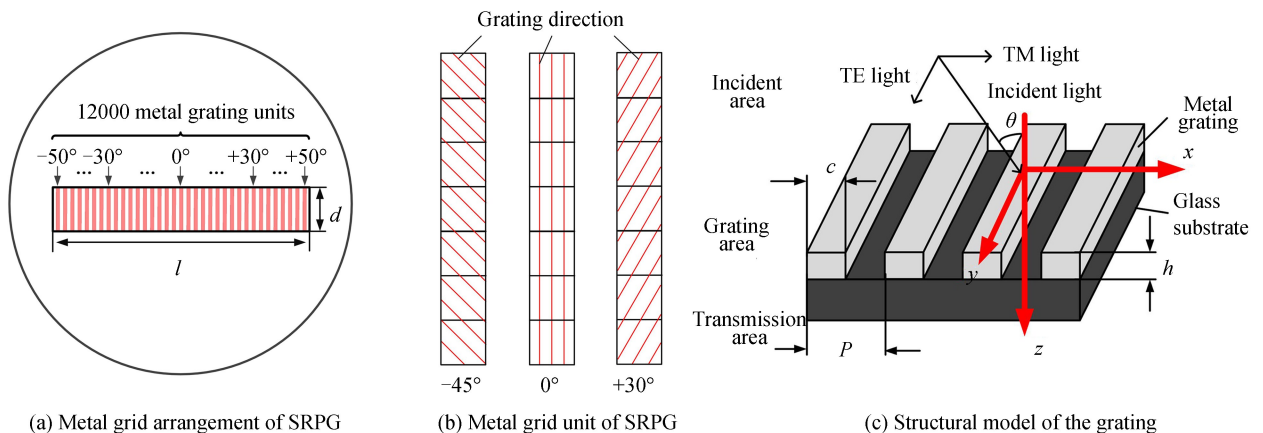 12000 metal grating units
−50° −30° 0° +30° +50°
... ... ... ...
d
l
(a) Metal grid arrangement of SRPG
Grating direction
−45° 0° +30°
(b) Metal grid unit of SRPG
TM light
TE light
Incident area
Incident light
Metal grating
θ
x
c
Glass substrate
Grating area
y
h
Transmission area
P
z
(c) Structural model of the grating